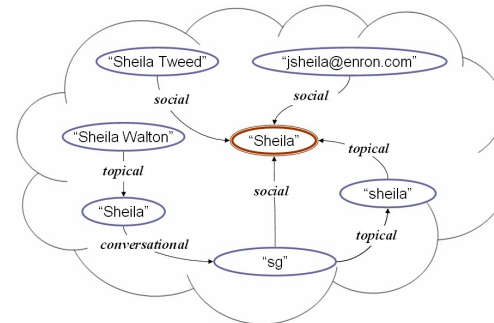 “Sheila Tweed”
“jsheila@enron.com”
social
social
“Sheila Walton”
“Sheila”
topical
topical
social
“Sheila”
“sheila”
conversational
topical
“sg”